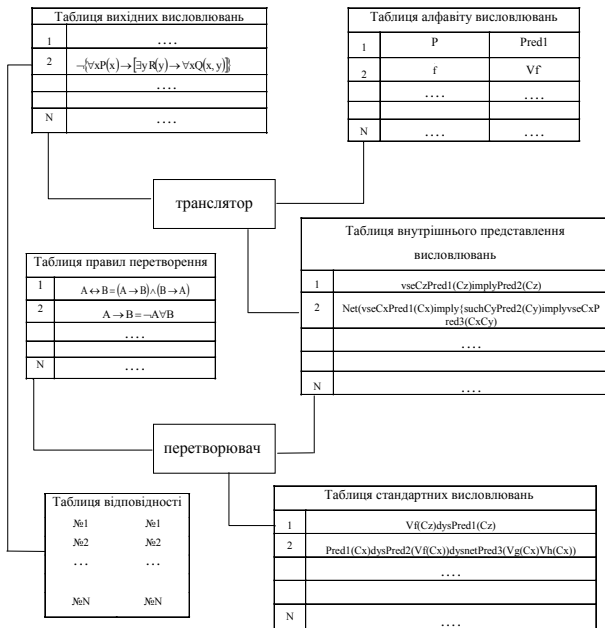 Таблиця вихідних висловлювань
1 ....
2 ¬{∀xP(x)→[∃yR(y)→∀xQ(x,y)]}
....
N ....
Таблиця алфавіту висловлювань
1 P Pred1
2 f Vf
.... ....
N .... ....
транслятор
Таблиця внутрішнього представлення
висловлювань
1 vseCzPred1(Cz)implyPred2(Cz)
2 Net(vseCxPred1(Cx)imply{suchCyPred2(Cy)implyvseCxP
red3(CxCy)
....
N ....
Таблиця правил перетворення
1 A↔B=(A→B)∧(B→A)
2 A→B=¬A∀B
....
N ....
перетворювач
Таблиця відповідності
№1 №1
№2 №2
... ...
№N №N
Таблиця стандартних висловлювань
1 Vf(Cz)dysPred1(Cz)
2 Pred1(Cx)dysPred2(Vf(Cx))dysnetPred3(Vg(Cx)Vh(Cx))
....
N ....